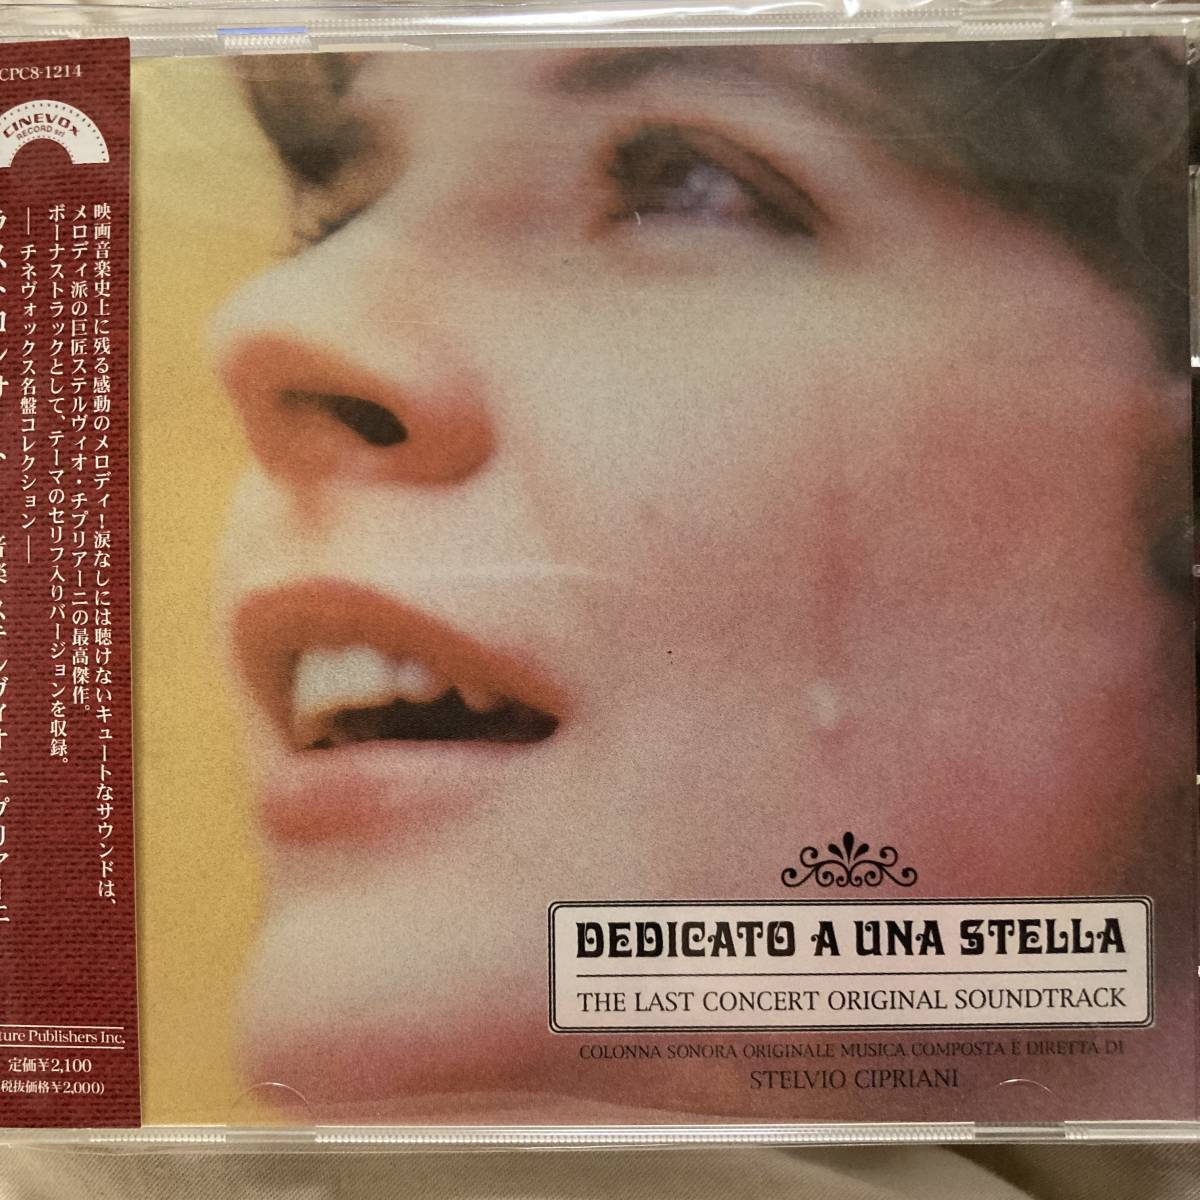 CPC8-1214
CINEVOX
RECORD srl
映画音楽史上に残る感動のメロディ!涙なしには聴けないキュートなサウンドは、
メロディ派の巨匠ステルヴィオ・チプリアーニの最高傑作。
ボーナストラックとして、テーマのセリフ入りバージョンを収録。
― チネヴォックス名盤コレクション ―
ture Publishers Inc.
定価¥2,100
税抜価格¥2,000)
DEDICATO A UNA STELLA
THE LAST CONCERT ORIGINAL SOUNDTRACK
COLONNA SONORA ORIGINALE MUSICA COMPOSTA E DIRETTA DI
STELVIO CIPRIANI